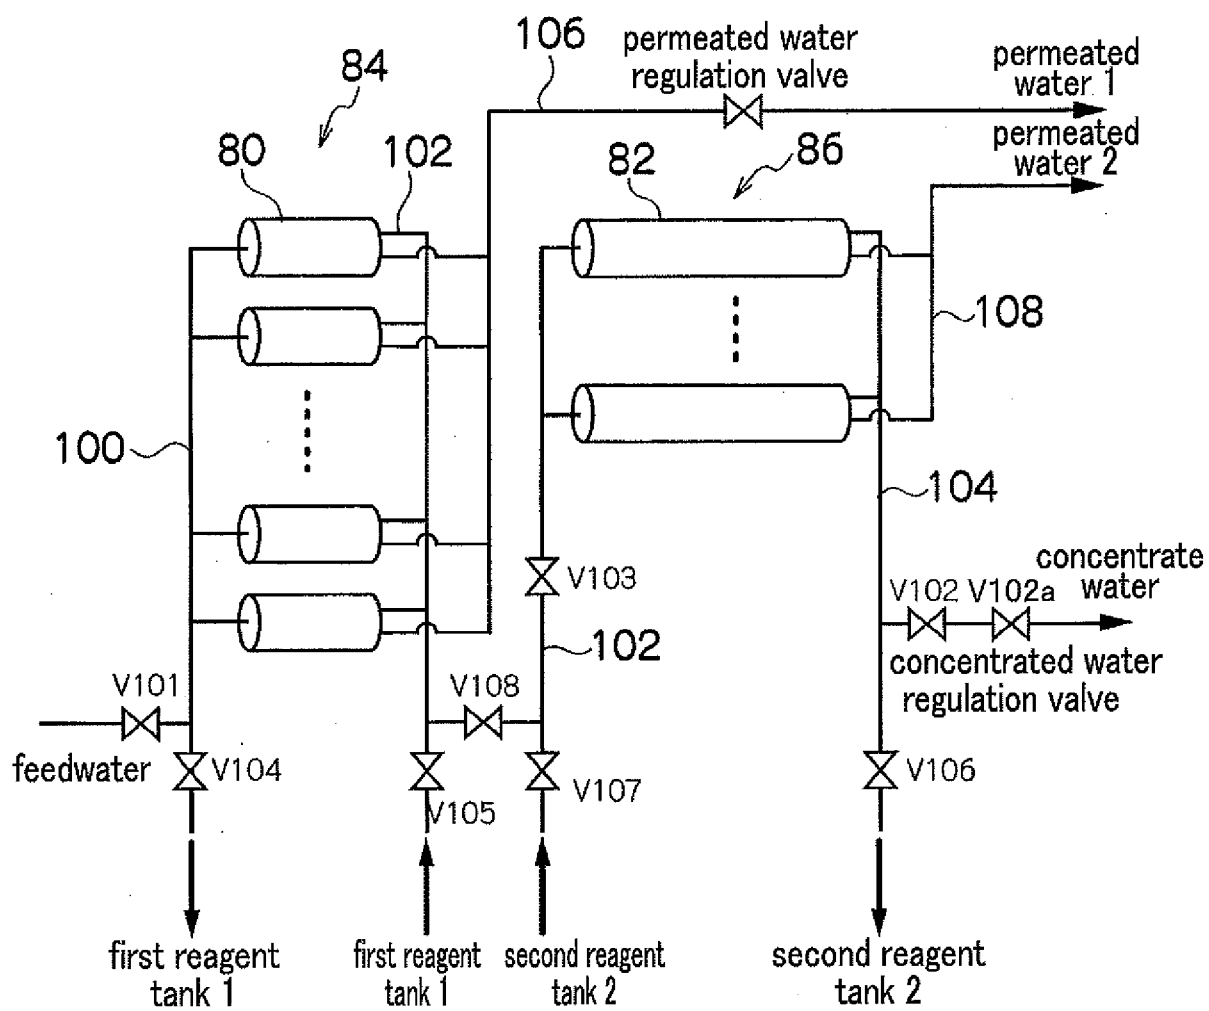 106
permeated water
regulation valve
permeated
water 1
84
permeated
water 2
80
102
82
86
108
100
104
V103
concentrate
water
V102
V102a
102
concentrated water
regulation valve
V101
V108
feedwater
V104
V105
V107
V106
first reagent
tank 1
first reagent
tank 1
second reagent
tank 2
second reagent
tank 2